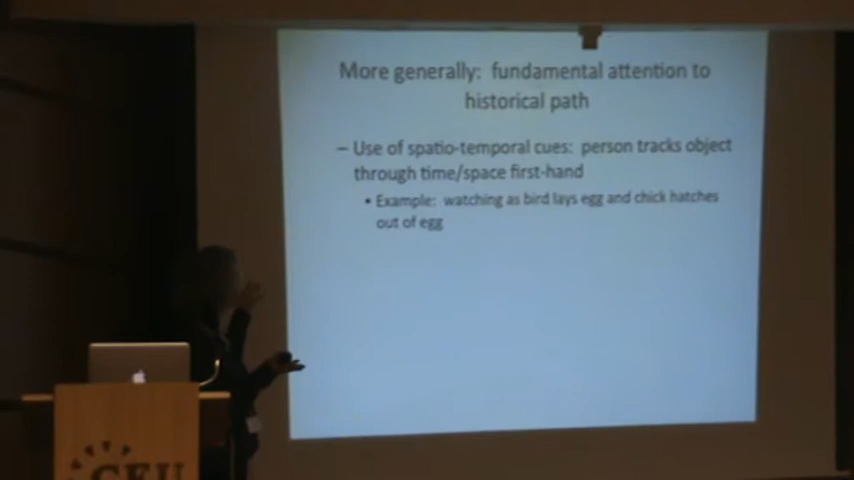 More generally: fundamental attention to
historical path
– Use of spatio-temporal cues: person tracks object
through time/space first-hand
• Example: watching as bird lays egg and chick hatches
out of egg
CEU